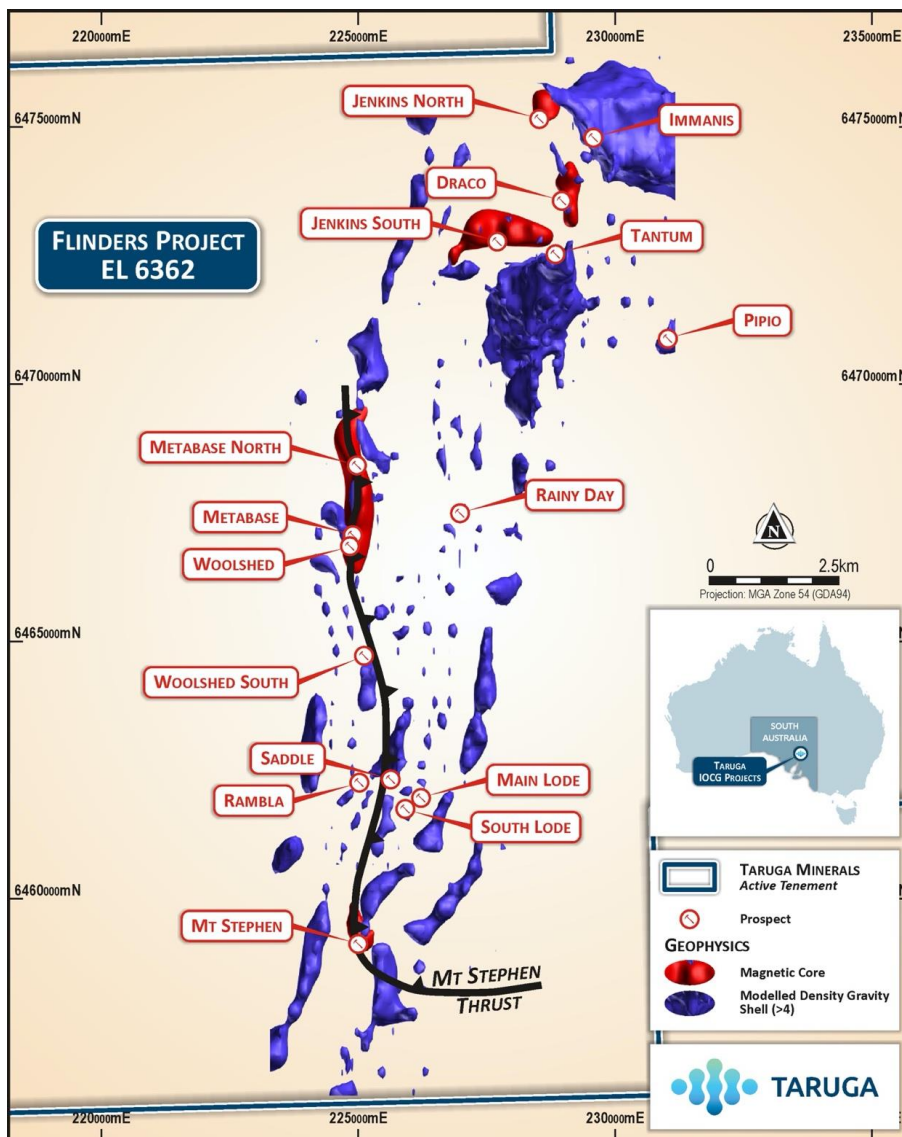 220000mE
225000mE
230000mE
235000mE
JENKINS NORTH
6475000mN
6475000mN
IMMANIS
DRACO
JENKINS SOUTH
TANTUM
FLINDERS PROJECT
EL 6362
PIPIO
6470000mN
6470000mN
METABASE NORTH
RAINY DAY
METABASE
WOOLSHED
N
0 2.5km
Projection: MGA Zone 54 (GDA94)
6465000mN
WOOLSHED SOUTH
SOUTH
AUSTRALIA
TARUGA
IOCG PROJECTS
SADDLE
MAIN LODE
RAMBLA
SOUTH LODE
6460000mN
MT STEPHEN
MT STEPHEN
THRUST
TARUGA MINERALS
Active Tenement
Prospect
GEOPHYSICS
Magnetic Core
Modelled Density Gravity
Shell (>4)
TARUGA
220000mE
225000mE
230000mE